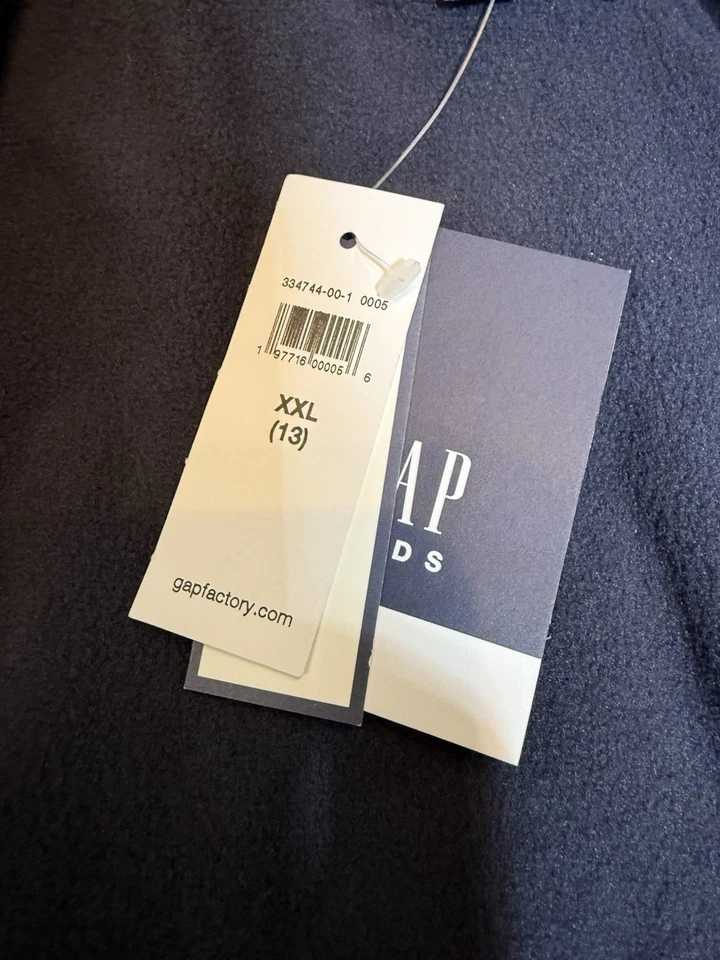 334744-00-1 0005
1 97716 00005 6
XXL
(13)
gapfactory.com
AP
DS